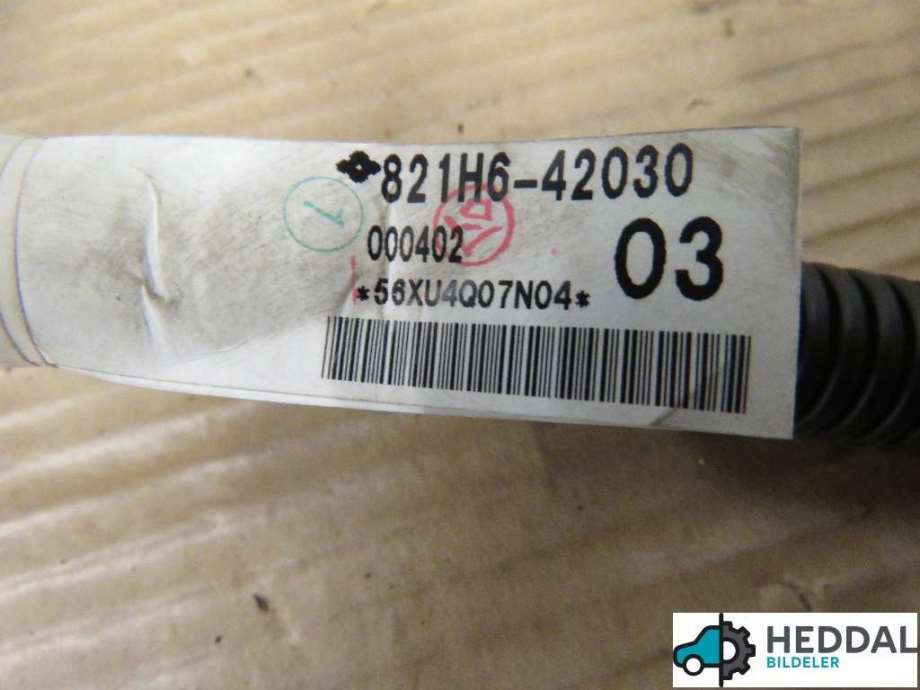 821H6-42030
000402
03
*56XU4Q07N04*
HEDDAL
BILDELER